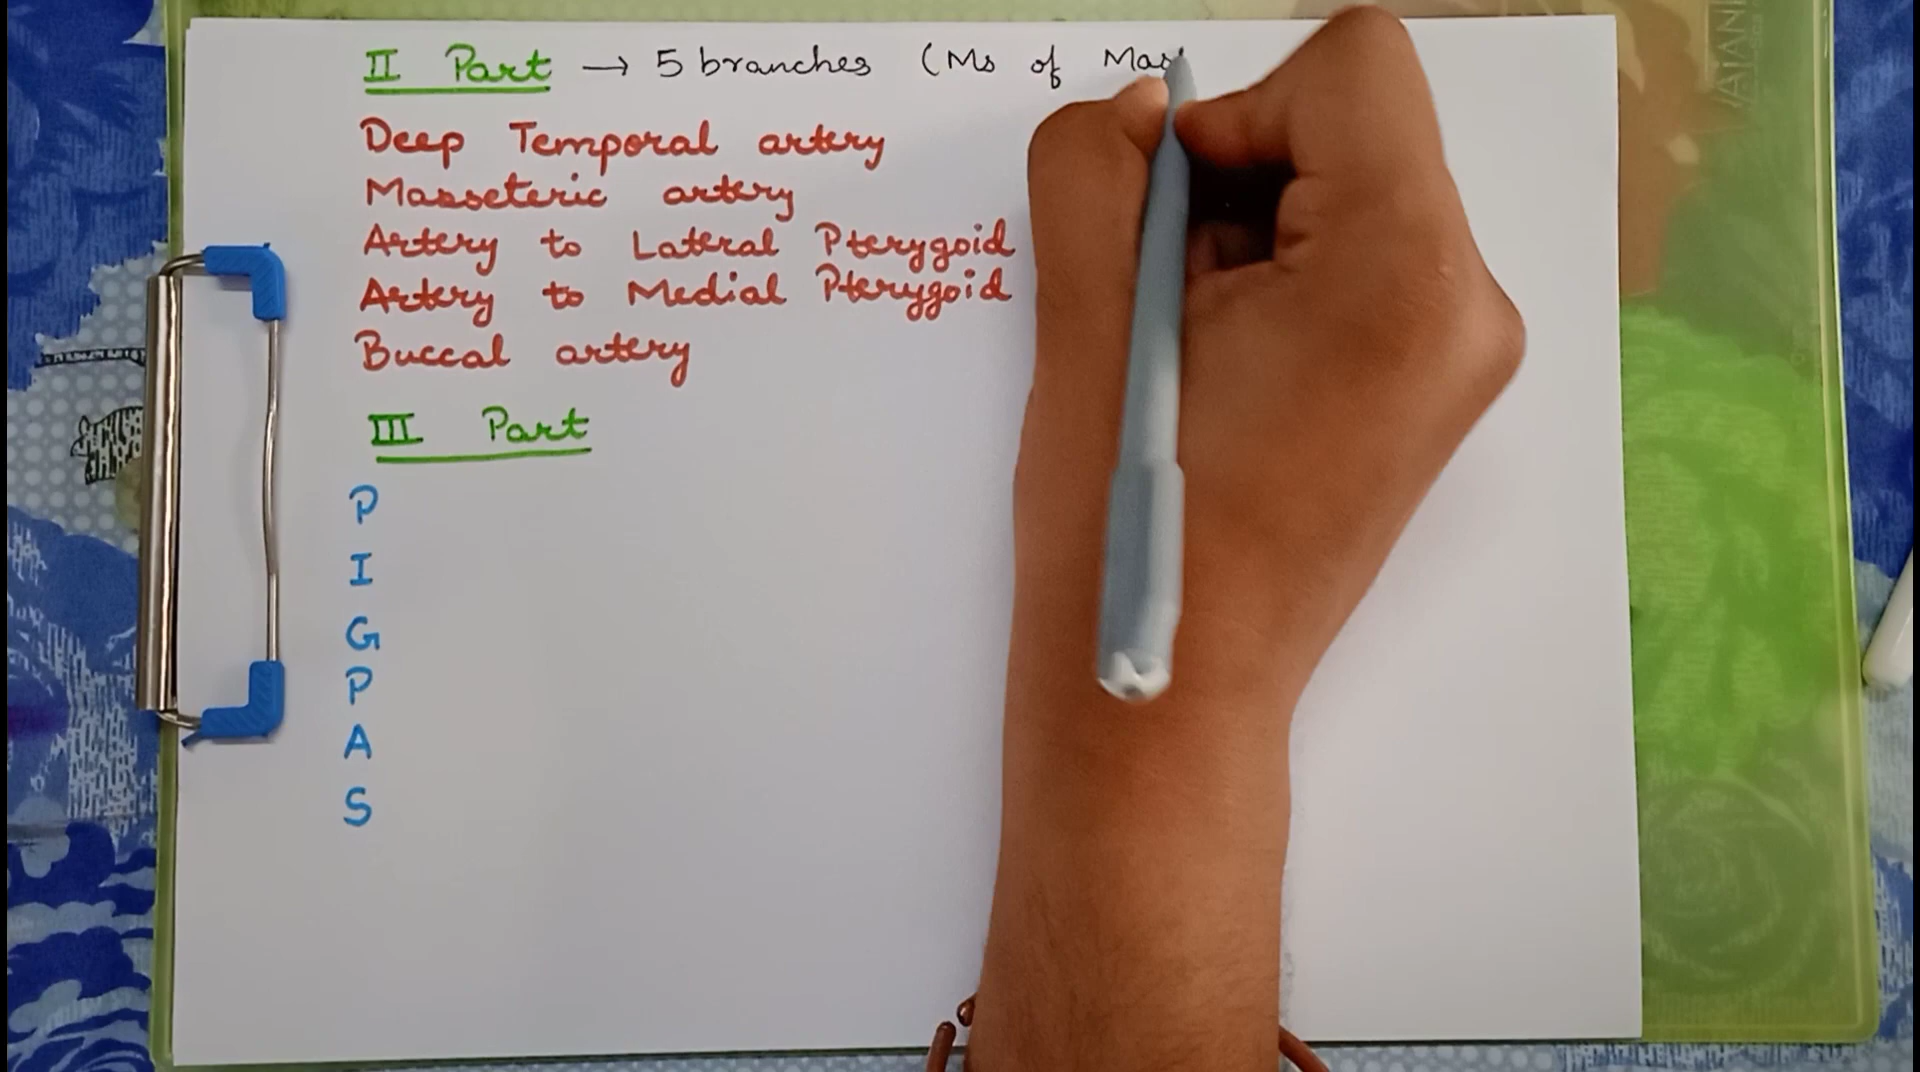 II Part → 5 branches (Ms of Mas
Deep Temporal artery
Masseteric artery
Artery to Lateral Pterygoid
Artery to Medial Pterygoid
Buccal artery
III Part
P
I
G
P
A
S